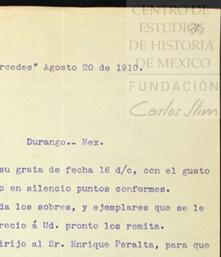 CENTRO DE
ESTUDIOS
DE HISTORIA
DE MEXICO
FUNDACIÓN
Carlos Slim
ercedes" Agosto 20 de 1910.
Durango.- Mex.
su grata de fecha 16 d/c, con el gusto
o en silencio puntos conformes.
da los sobres, y ejemplares que se le
recio á Ud. pronto los remita.
irijo al Sr. Enrique Peralta, para que